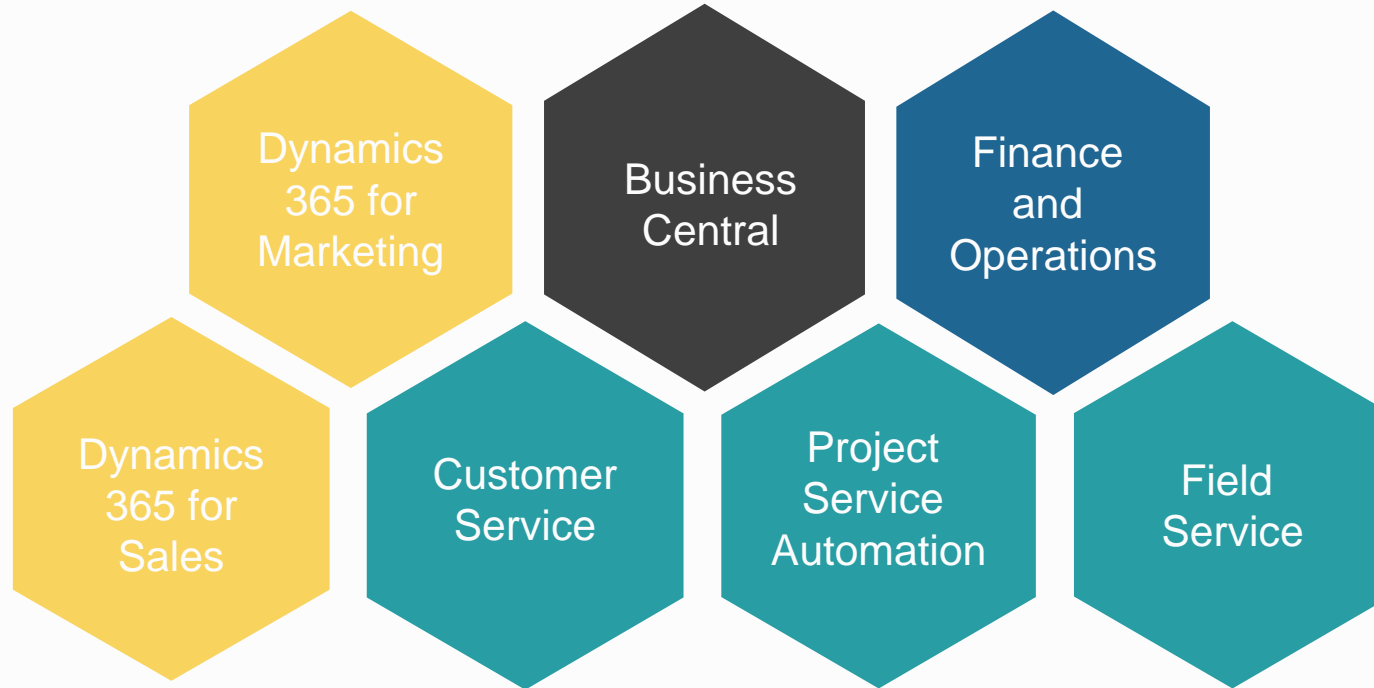 Dynamics
365 for
Marketing
Business
Central
Finance
and
Operations
Dynamics
365 for
Sales
Customer
Service
Project
Service
Automation
Field
Service